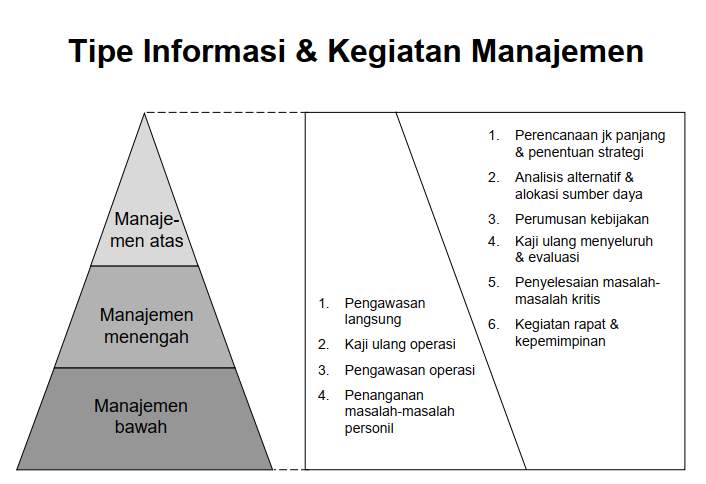 Tipe Informasi & Kegiatan Manajemen
Manaje-
men atas
Manajemen
menengah
Manajemen
bawah
1. Pengawasan
langsung
2. Kaji ulang operasi
3. Pengawasan operasi
4. Penanganan
masalah-masalah
personil
1. Perencanaan jk panjang
& penentuan strategi
2. Analisis alternatif &
alokasi sumber daya
3. Perumusan kebijakan
4. Kaji ulang menyeluruh
& evaluasi
5. Penyelesaian masalah-
masalah kritis
6. Kegiatan rapat &
kepemimpinan